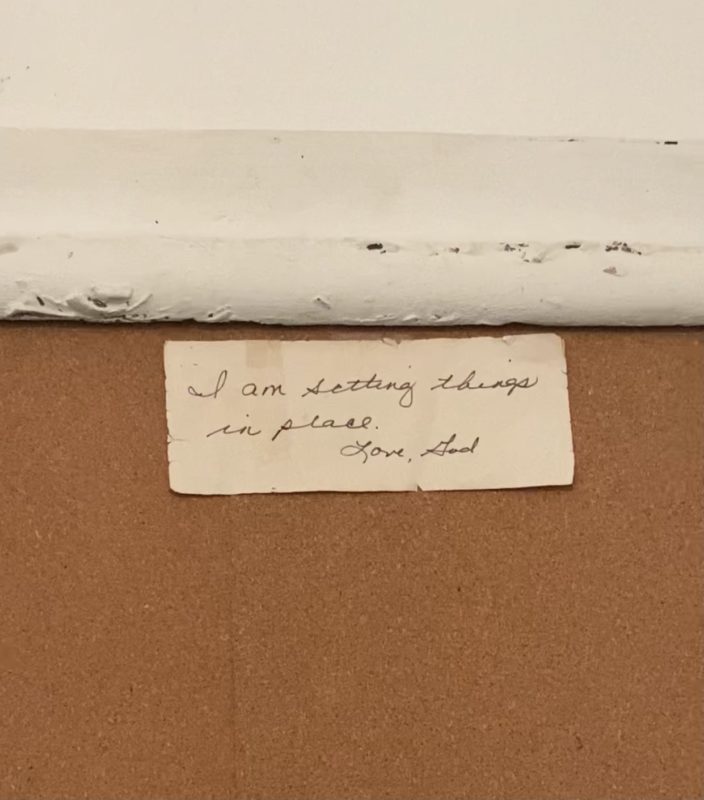 I am setting things
in place.
Love, God